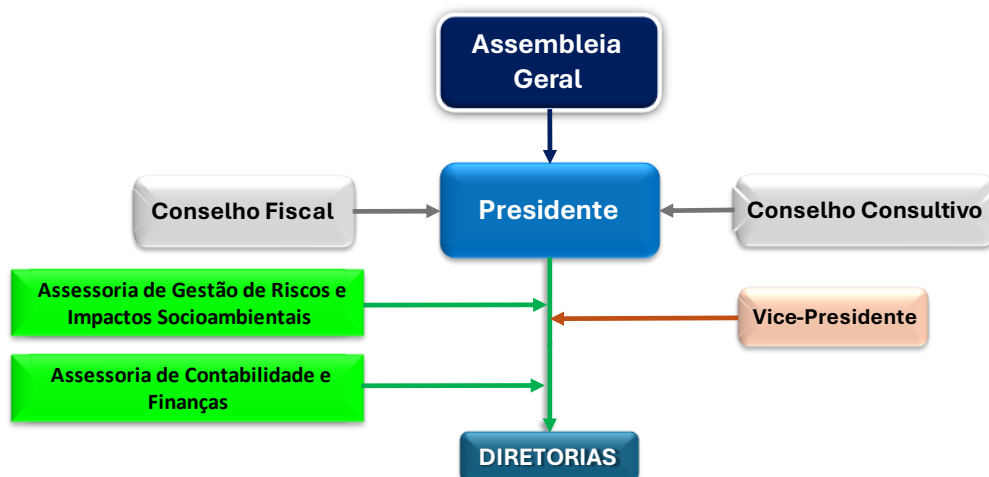 Assembleia
Geral
Conselho Fiscal
Presidente
Conselho Consultivo
Assessoria de Gestão de Riscos e
Impactos Socioambientais
Vice-Presidente
Assessoria de Contabilidade e
Finanças
DIRETORIAS